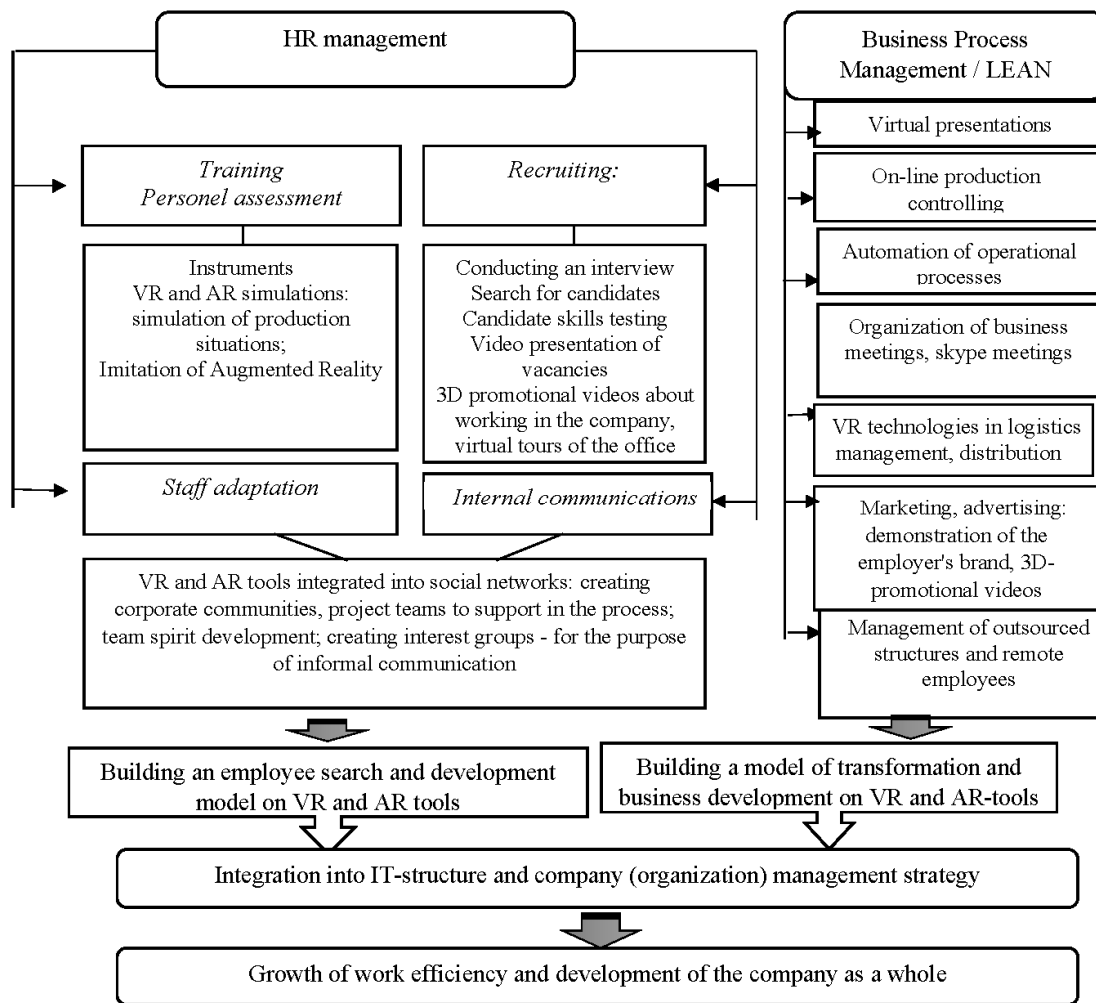 HR management
Training
Personel assessment
Recruiting:
Instruments
VR and AR simulations:
simulation of production
situations;
Imitation of Augmented Reality
Conducting an interview
Search for candidates
Candidate skills testing
Video presentation of
vacancies
3D promotional videos about
working in the company,
virtual tours of the office
Staff adaptation
Internal communications
VR and AR tools integrated into social networks: creating
corporate communities, project teams to support in the process;
team spirit development; creating interest groups - for the purpose
of informal communication
Business Process
Management / LEAN
Virtual presentations
On-line production
controlling
Automation of operational
processes
Organization of business
meetings, skype meetings
VR technologies in logistics
management, distribution
Marketing, advertising:
demonstration of the
employer's brand, 3D-
promotional videos
Management of outsourced
structures and remote
employees
Building an employee search and development
model on VR and AR tools
Building a model of transformation and
business development on VR and AR-tools
Integration into IT-structure and company (organization) management strategy
Growth of work efficiency and development of the company as a whole